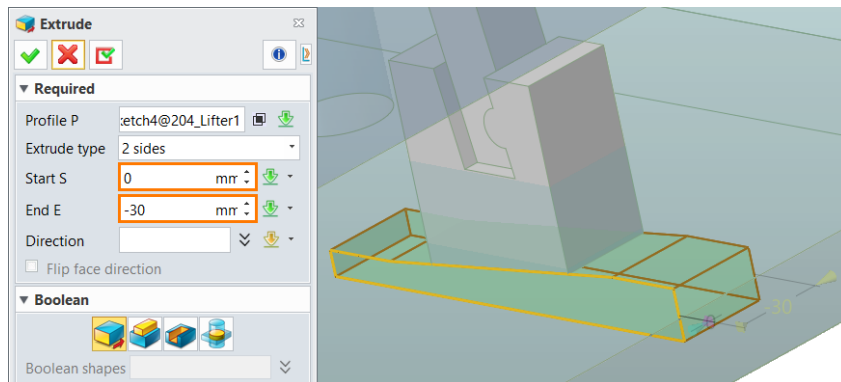 Extrude
Required
Profile P :etch4@204_Lifter1
Extrude type 2 sides
Start S 0 mm
End E -30 mm
Direction
Flip face direction
Boolean
Boolean shapes
0
-30